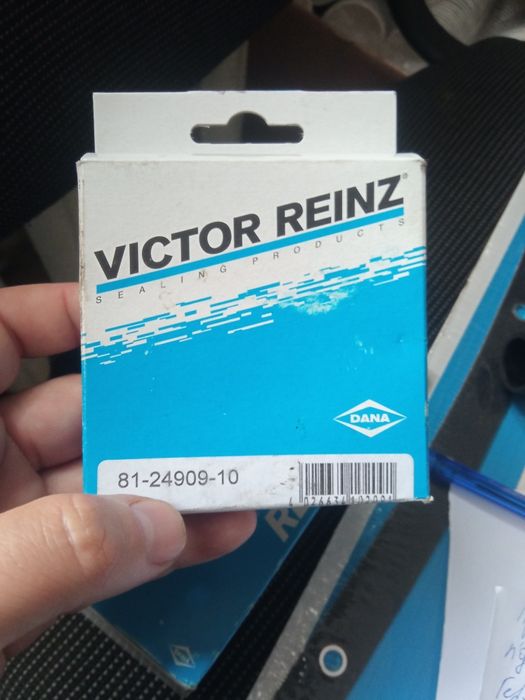 VICTOR REINZ®
SEALING PRODUCTS
DANA
81-24909-10